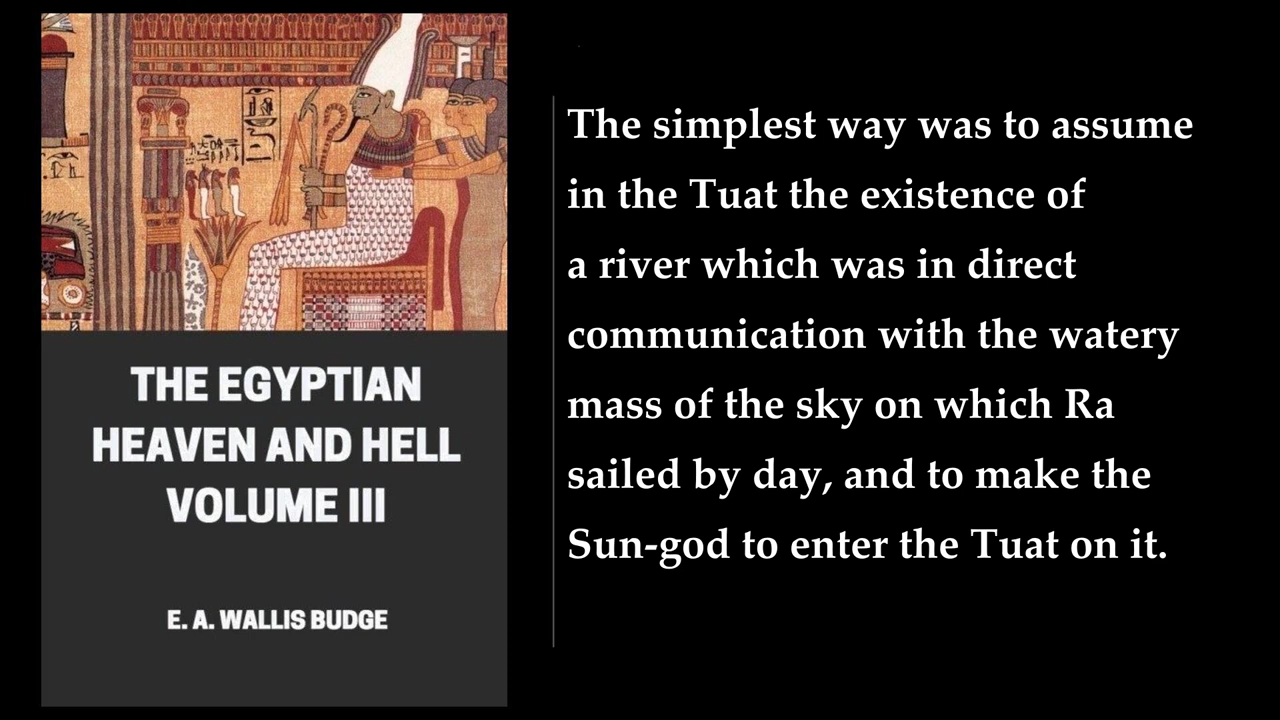 THE EGYPTIAN
HEAVEN AND HELL
VOLUME III
E. A. WALLIS BUDGE
The simplest way was to assume
in the Tuat the existence of
a river which was in direct
communication with the watery
mass of the sky on which Ra
sailed by day, and to make the
Sun-god to enter the Tuat on it.